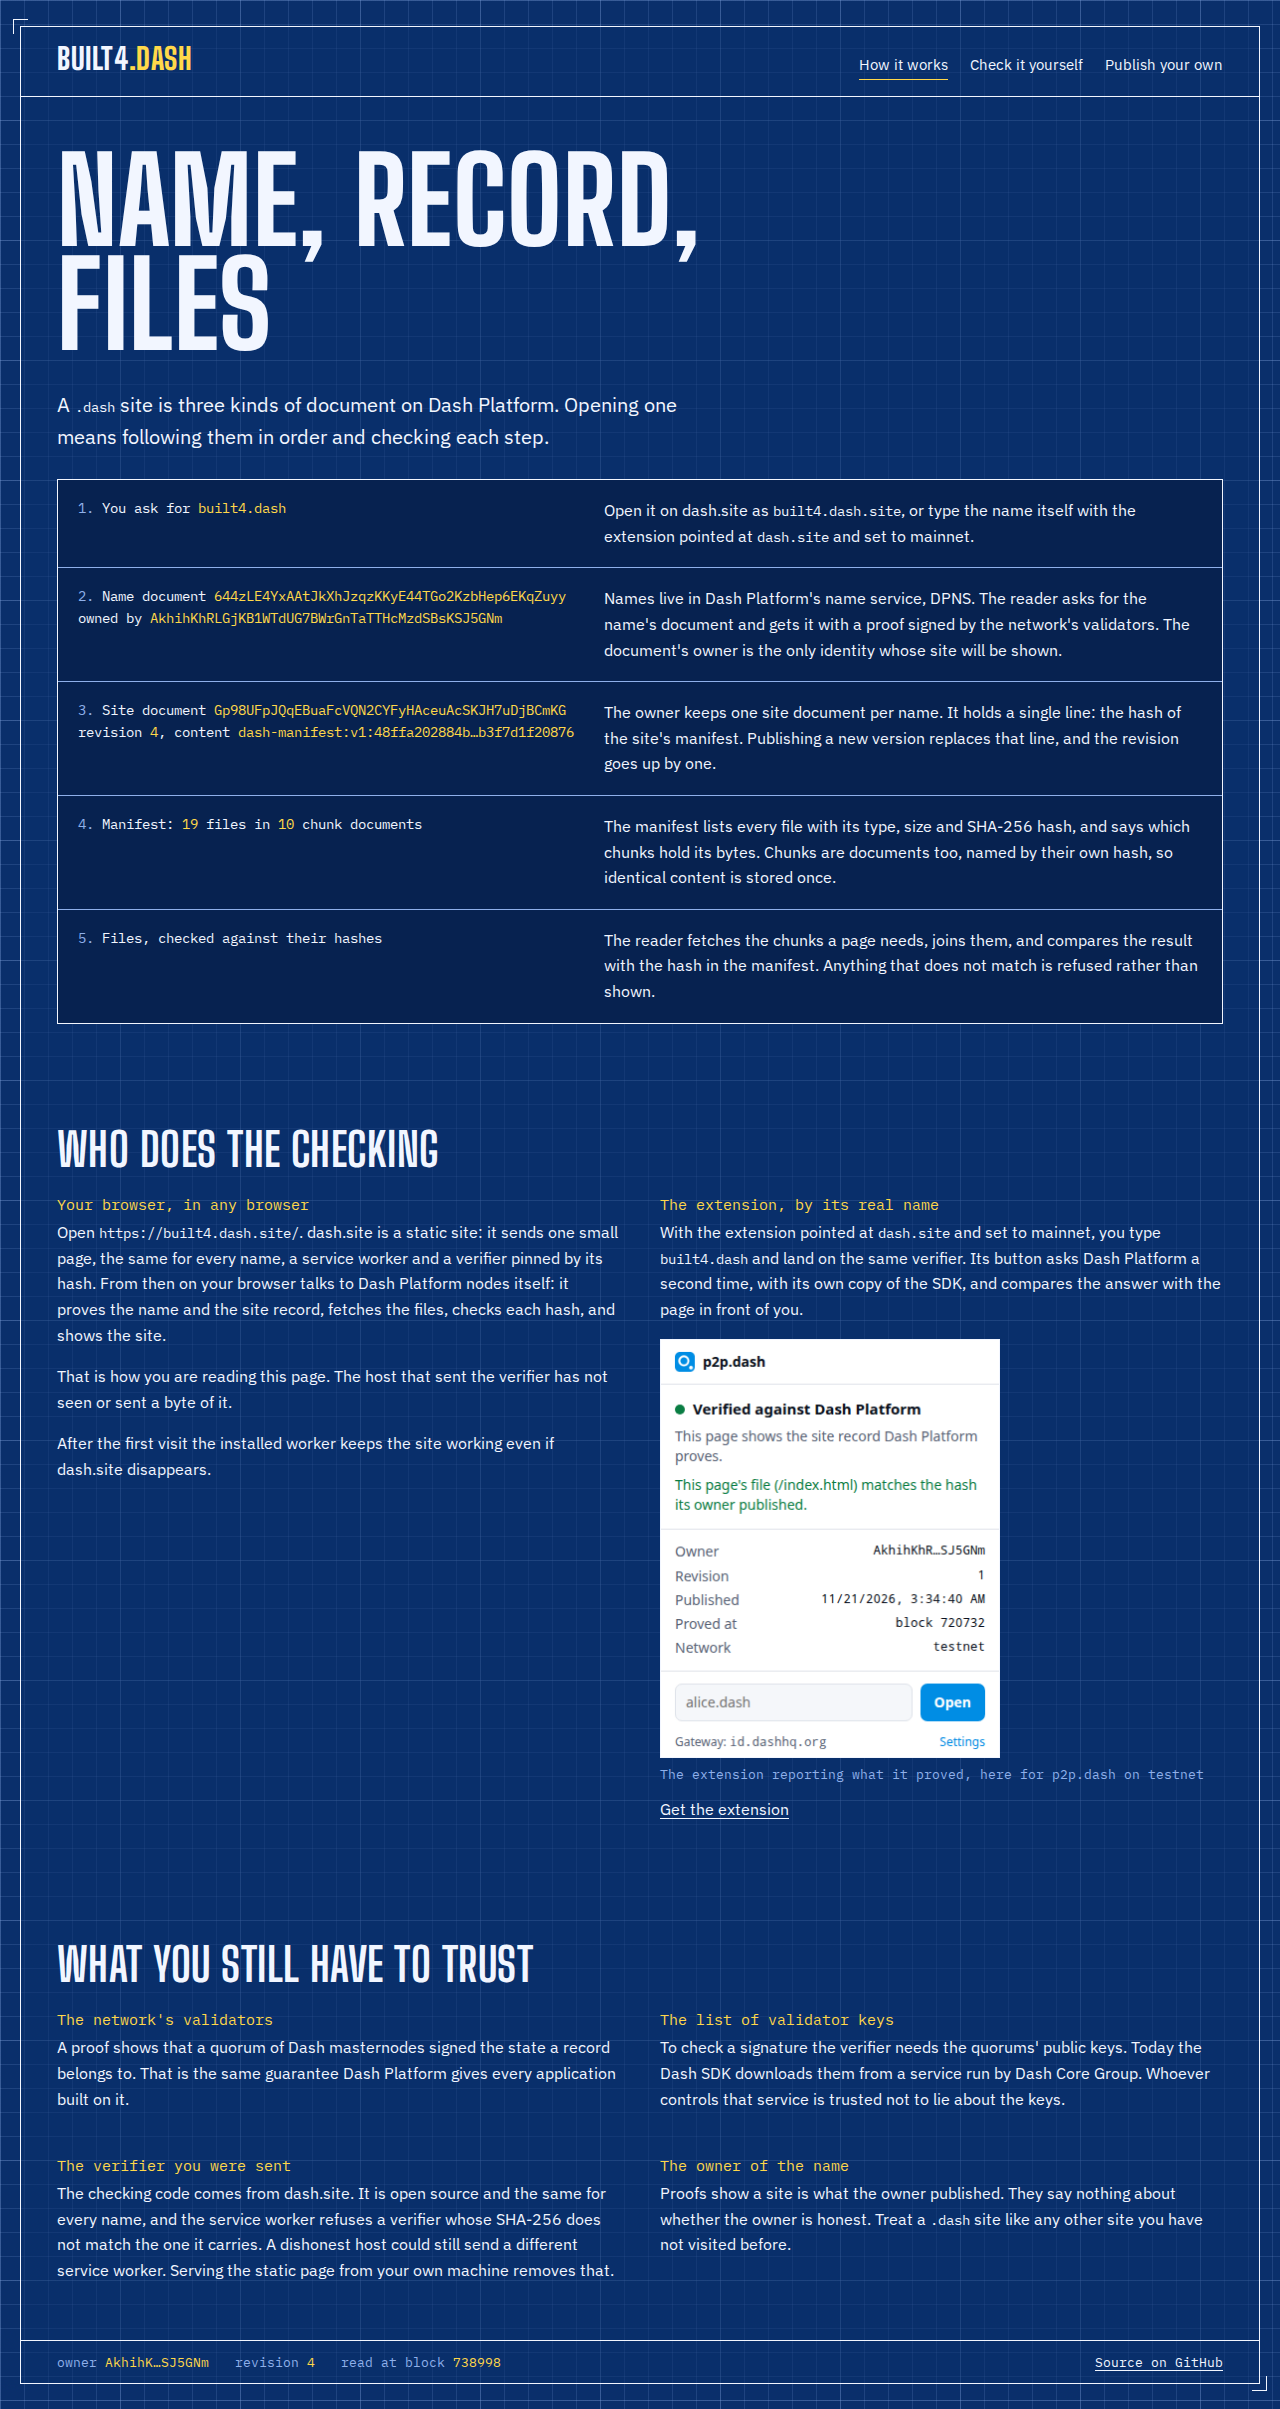 BUILT4.DASH
How it works Check it yourself Publish your own
NAME, RECORD,
FILES
A .dash site is three kinds of document on Dash Platform. Opening one
means following them in order and checking each step.
1. You ask for built4.dash
Open it on dash.site as built4.dash.site, or type the name itself with the
extension pointed at dash.site and set to mainnet.
2. Name document 644zLE4YxAAtJkXhJzqzKKyE44TGo2KzbHep6EKqZuyy
owned by AkhihKhRLGjKB1WTdUG7BWrGnTaTTHcMzdSBsKSJ5GNm
Names live in Dash Platform's name service, DPNS. The reader asks for the
name's document and gets it with a proof signed by the network's validators. The
document's owner is the only identity whose site will be shown.
3. Site document Gp98UFpJQqEBuaFcVQN2CYFyHAceuAcSKJH7uDjBCmKG
revision 4, content dash-manifest:v1:48ffa202884b…b3f7d1f20876
The owner keeps one site document per name. It holds a single line: the hash of
the site's manifest. Publishing a new version replaces that line, and the revision
goes up by one.
4. Manifest: 19 files in 10 chunk documents
The manifest lists every file with its type, size and SHA-256 hash, and says which
chunks hold its bytes. Chunks are documents too, named by their own hash, so
identical content is stored once.
5. Files, checked against their hashes
The reader fetches the chunks a page needs, joins them, and compares the result
with the hash in the manifest. Anything that does not match is refused rather than
shown.
WHO DOES THE CHECKING
Your browser, in any browser
Open https://built4.dash.site/. dash.site is a static site: it sends one small
page, the same for every name, a service worker and a verifier pinned by its
hash. From then on your browser talks to Dash Platform nodes itself: it
proves the name and the site record, fetches the files, checks each hash, and
shows the site.
That is how you are reading this page. The host that sent the verifier has not
seen or sent a byte of it.
After the first visit the installed worker keeps the site working even if
dash.site disappears.
The extension, by its real name
With the extension pointed at dash.site and set to mainnet, you type
built4.dash and land on the same verifier. Its button asks Dash Platform a
second time, with its own copy of the SDK, and compares the answer with the
page in front of you.
p2p.dash
Verified against Dash Platform
This page shows the site record Dash Platform
proves.
This page's file (/index.html) matches the hash
its owner published.
Owner AkhihKhR…SJ5GNm
Revision 1
Published 11/21/2026, 3:34:40 AM
Proved at block 720732
Network testnet
alice.dash Open
Gateway: id.dashhq.org Settings
The extension reporting what it proved, here for p2p.dash on testnet
Get the extension
WHAT YOU STILL HAVE TO TRUST
The network's validators
A proof shows that a quorum of Dash masternodes signed the state a record
belongs to. That is the same guarantee Dash Platform gives every application
built on it.
The list of validator keys
To check a signature the verifier needs the quorums' public keys. Today the
Dash SDK downloads them from a service run by Dash Core Group. Whoever
controls that service is trusted not to lie about the keys.
The verifier you were sent
The checking code comes from dash.site. It is open source and the same for
every name, and the service worker refuses a verifier whose SHA-256 does
not match the one it carries. A dishonest host could still send a different
service worker. Serving the static page from your own machine removes that.
The owner of the name
Proofs show a site is what the owner published. They say nothing about
whether the owner is honest. Treat a .dash site like any other site you have
not visited before.
owner AkhihK…SJ5GNm revision 4 read at block 738998 Source on GitHub